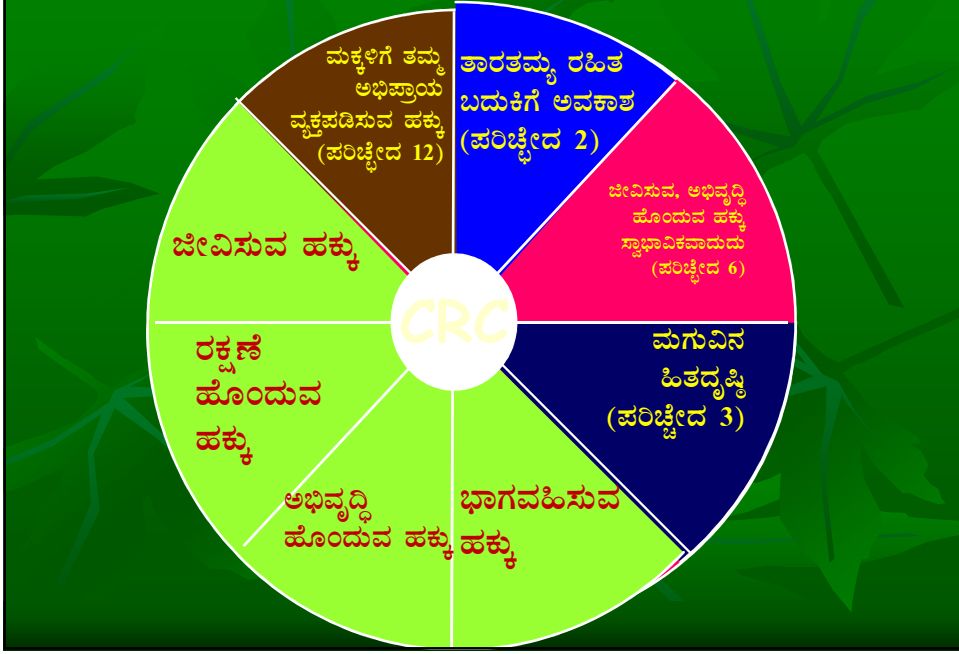 ಮಕ್ಕಳಿಗೆ ತಮ್ಮ
ಅಭಿಪ್ರಾಯ
ವ್ಯಕ್ತಪಡಿಸುವ ಹಕ್ಕು
(ಪರಿಚ್ಛೇದ 12)
ತಾರತಮ್ಯ ರಹಿತ
ಬದುಕಿಗೆ ಅವಕಾಶ
(ಪರಿಚ್ಛೇದ 2)
ಜೀವಿಸುವ, ಅಭಿವೃದ್ಧಿ
ಹೊಂದುವ ಹಕ್ಕು
ಸ್ವಾಭಾವಿಕವಾದುದು
(ಪರಿಚ್ಛೇದ 6)
ಮಗುವಿನ
ಹಿತದೃಷ್ಠಿ
(ಪರಿಚ್ಚೇದ 3)
ಭಾಗವಹಿಸುವ
ಹಕ್ಕು
ಅಭಿವೃದ್ಧಿ
ಹೊಂದುವ ಹಕ್ಕು
ರಕ್ಷಣೆ
ಹೊಂದುವ
ಹಕ್ಕು
ಜೀವಿಸುವ ಹಕ್ಕು
CRC